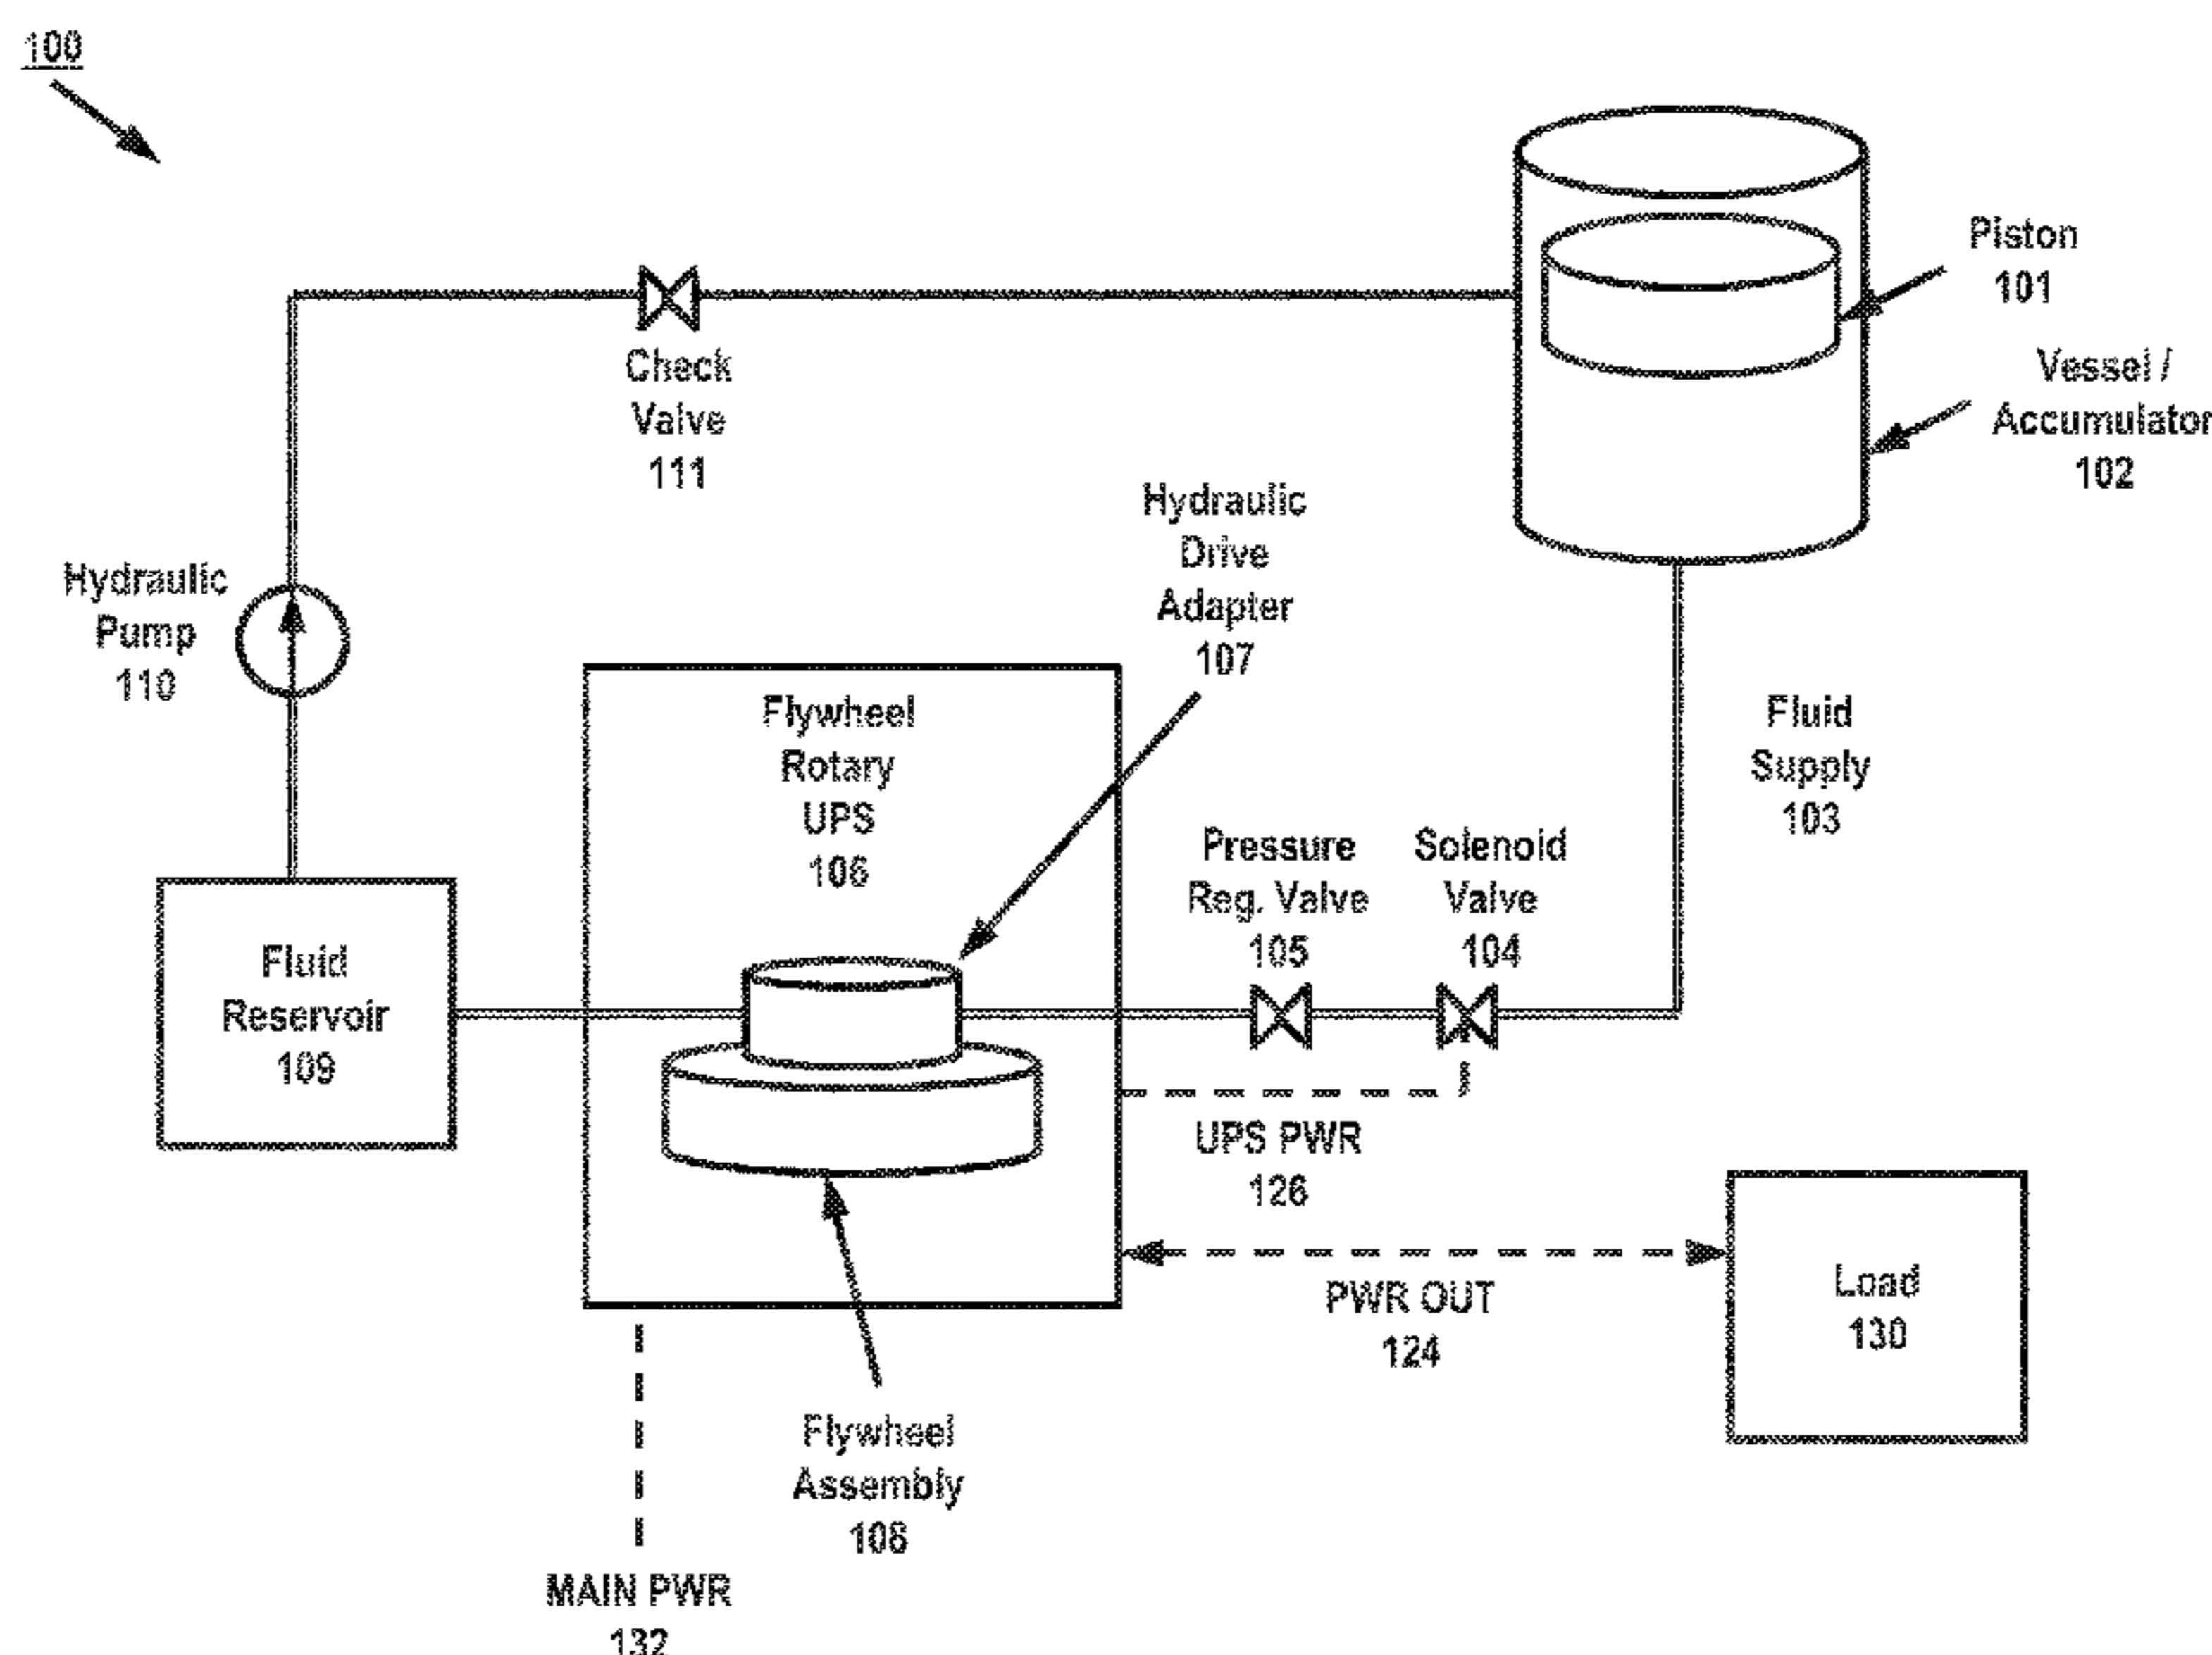 100
Piston
101
Vessel /
Accumulator
102
Check
Valve
111
Hydraulic
Drive
Adapter
107
Hydraulic
Pump
110
Flywheel
Rotary
UPS
106
Fluid
Supply
103
Pressure
Reg. Valve
105
Solenoid
Valve
104
Fluid
Reservoir
109
UPS PWR
126
PWR OUT
124
Load
130
Flywheel
Assembly
108
MAIN PWR
132